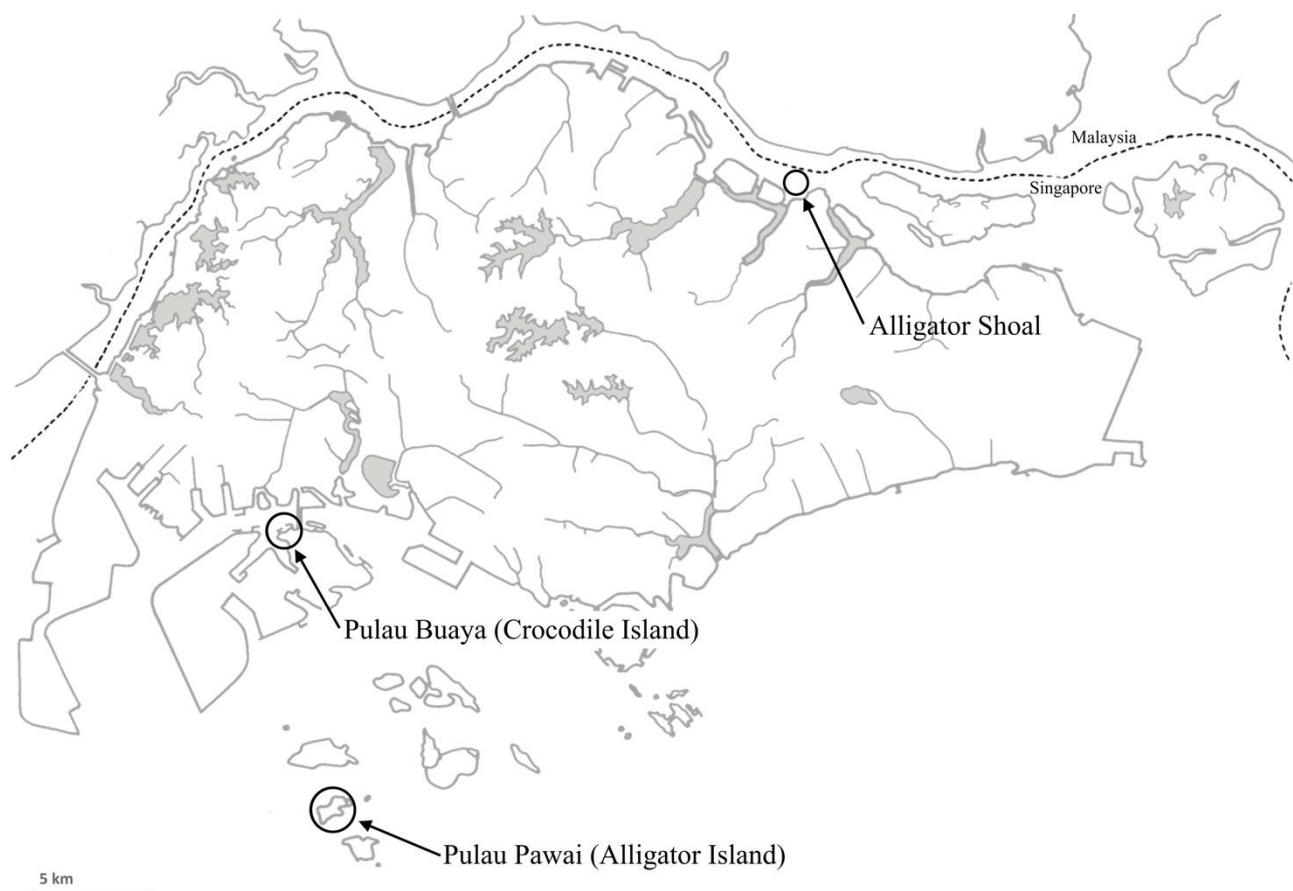 Malaysia
Singapore
Alligator Shoal
Pulau Buaya (Crocodile Island)
Pulau Pawai (Alligator Island)
5 km